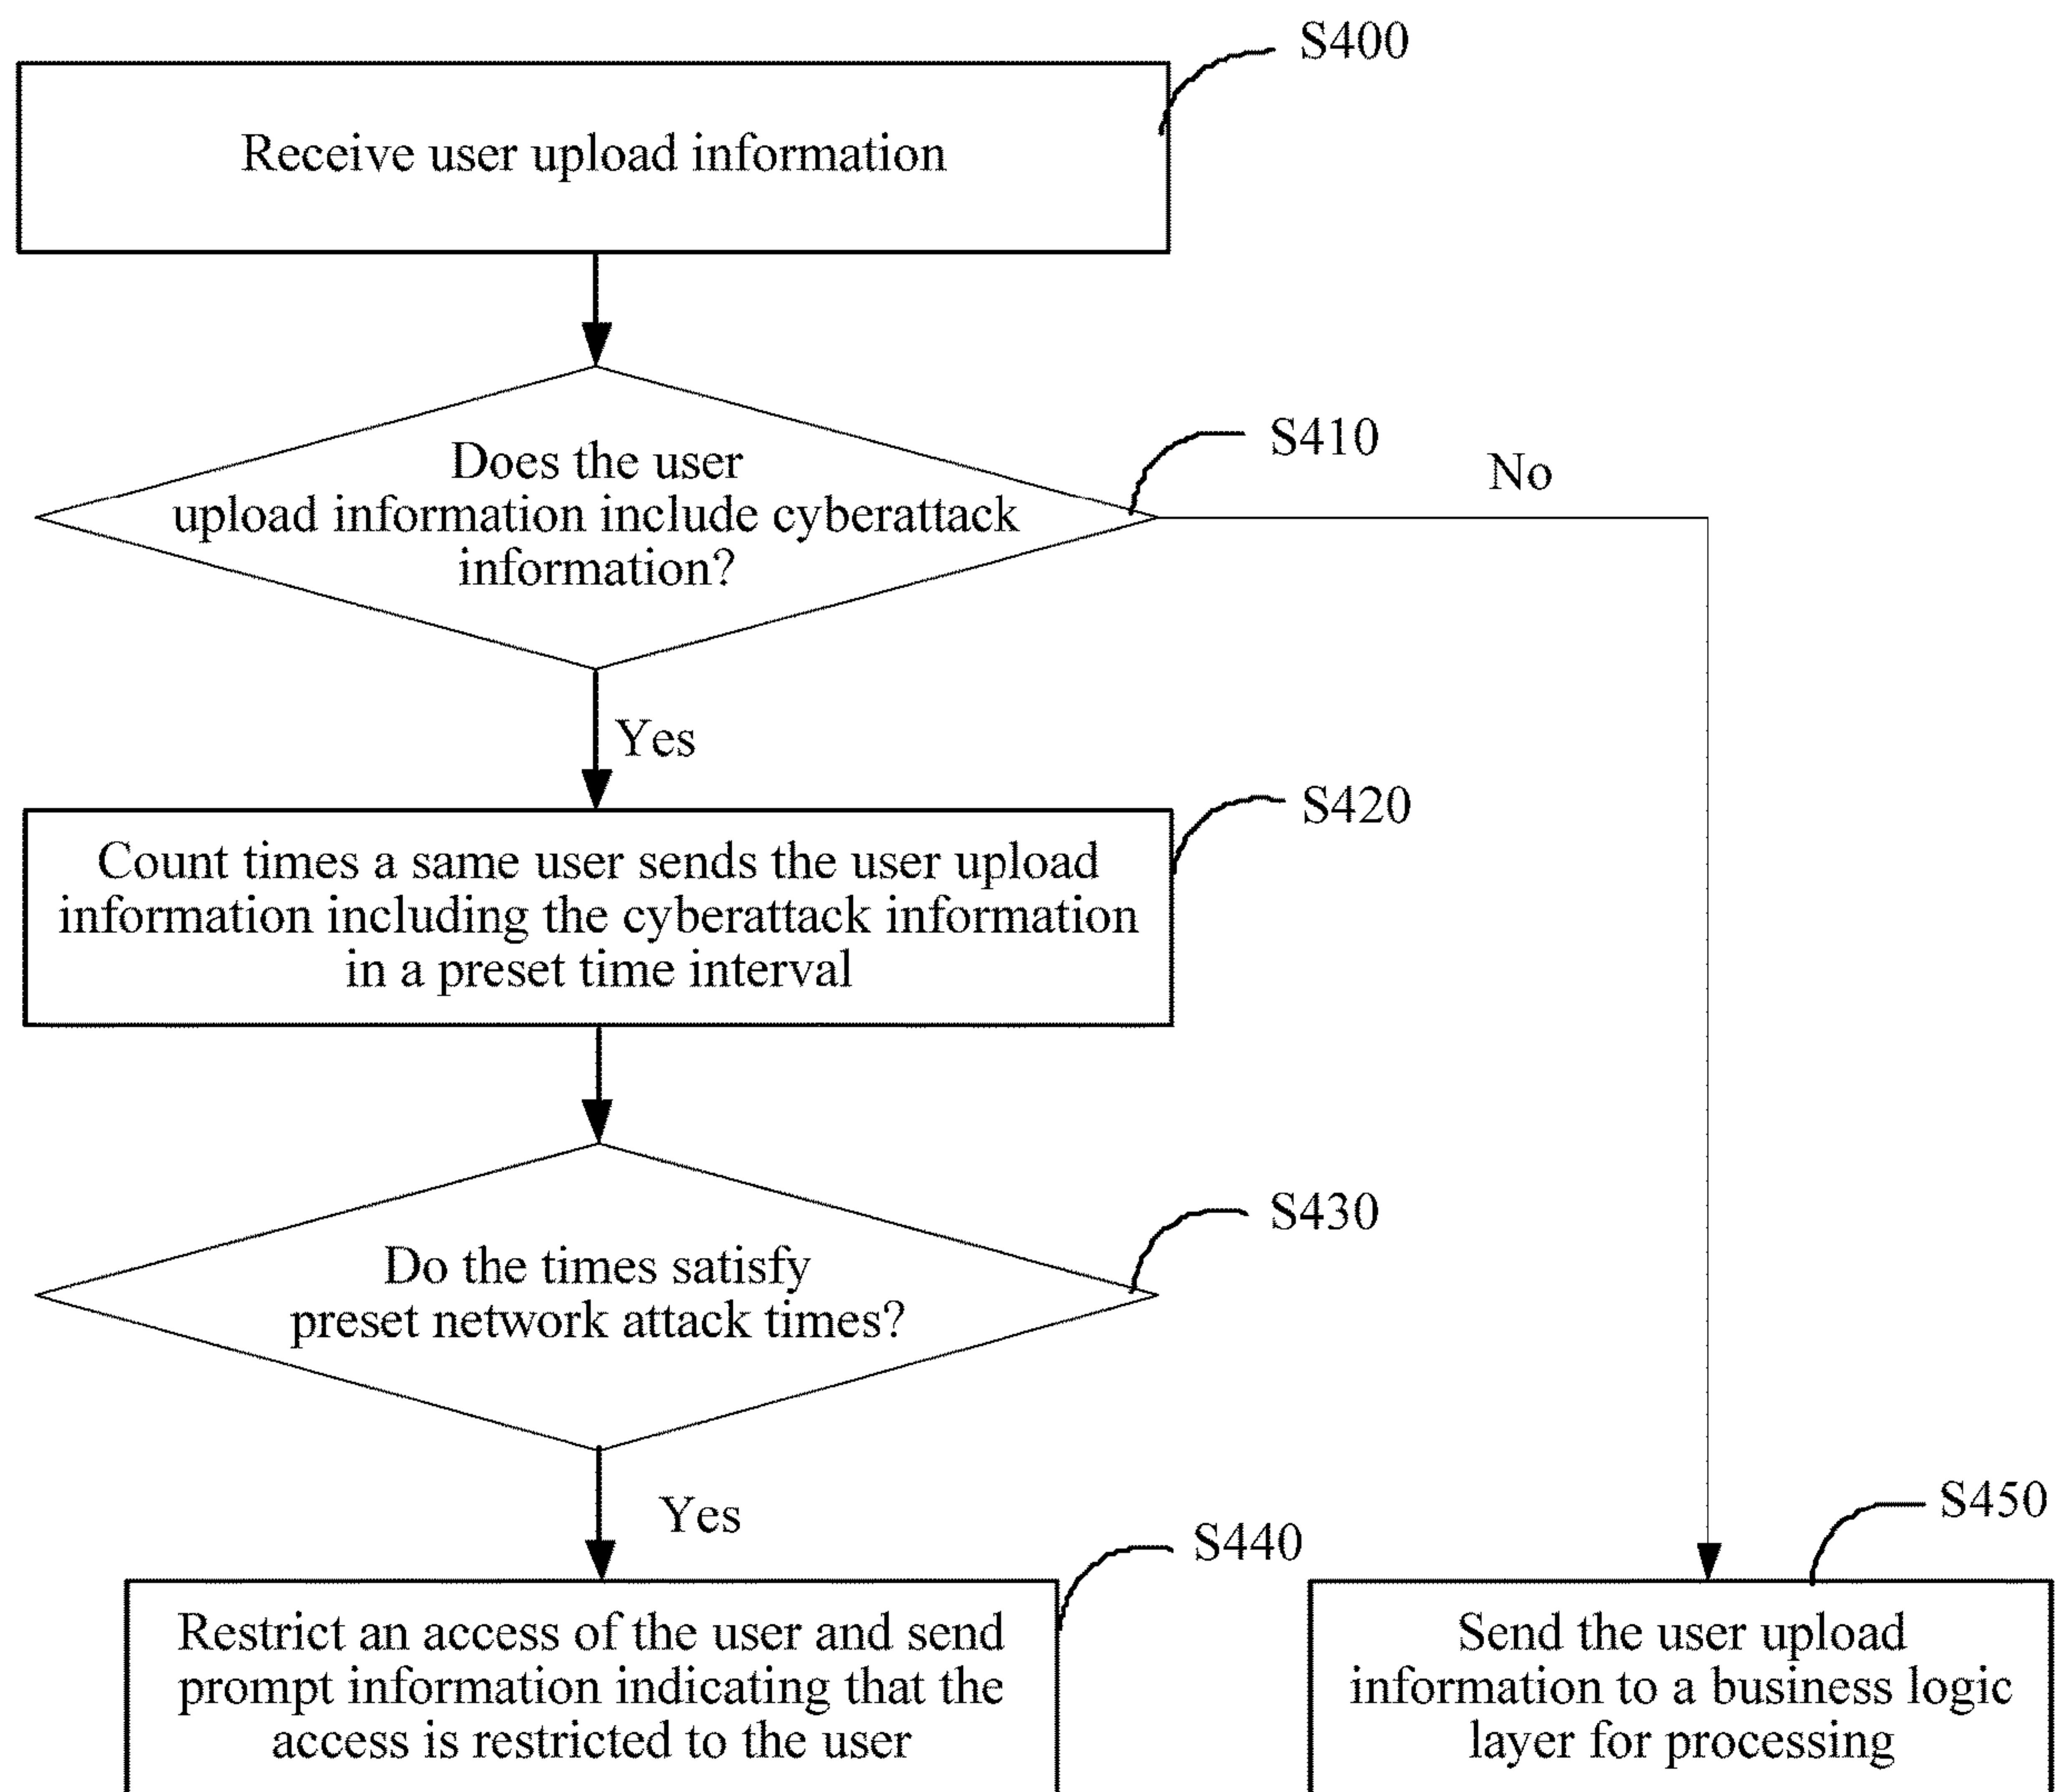 S400
Receive user upload information
S410
No
Does the user
upload information include cyberattack
information?
Yes
S420
Count times a same user sends the user upload
information including the cyberattack information
in a preset time interval
S430
Do the times satisfy
preset network attack times?
Yes
S440
Restrict an access of the user and send
prompt information indicating that the
access is restricted to the user
S450
Send the user upload
information to a business logic
layer for processing